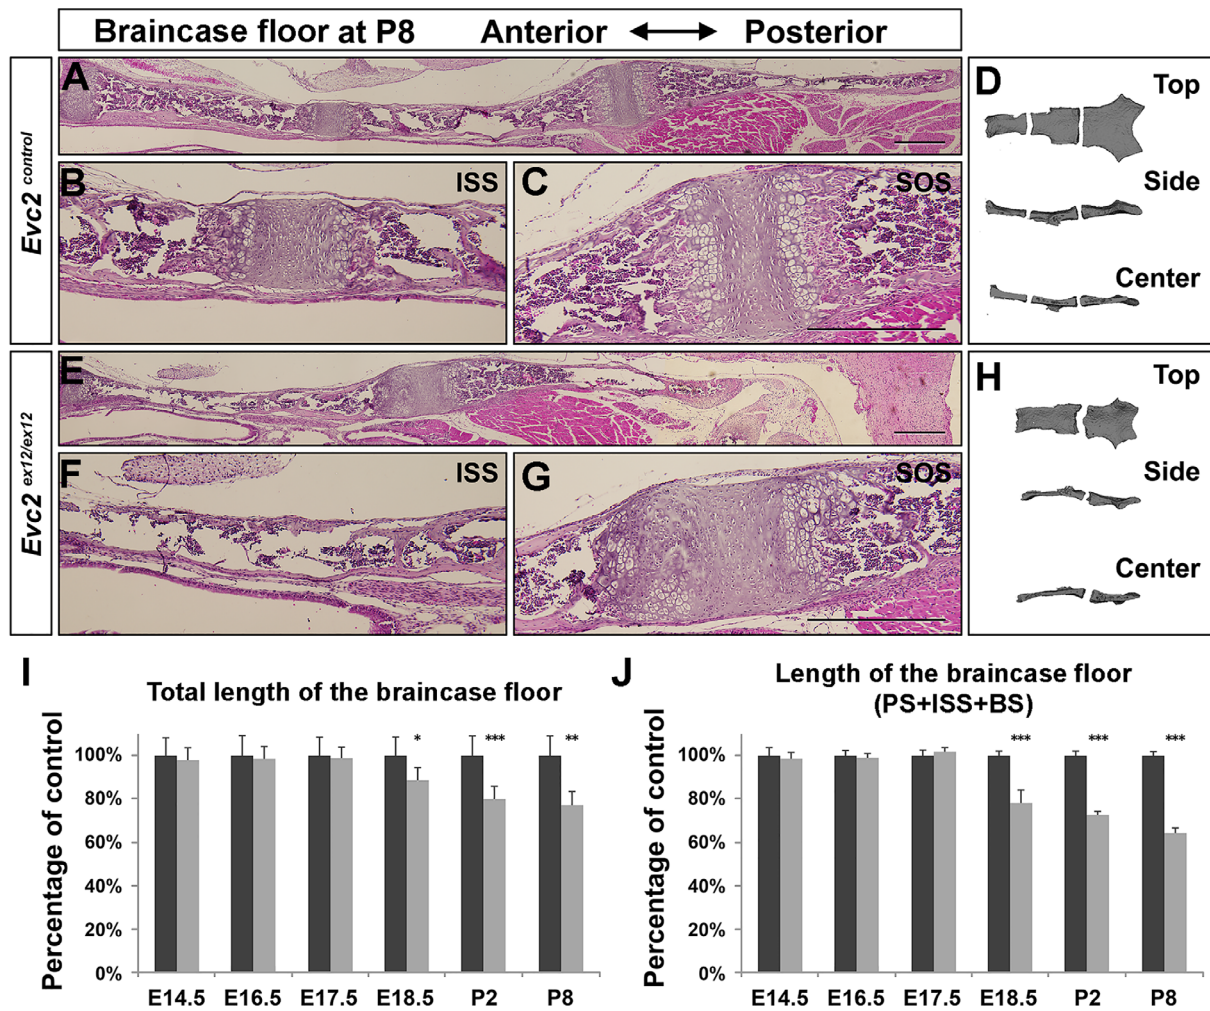 Braincase floor at P8 Anterior Posterior
Evc2 control
A
B ISS
C SOS
D Top
Side
Center
Evc2 ex12/ex12
E
F ISS
G SOS
H Top
Side
Center
I
Total length of the braincase floor
Percentage of control
100%
80%
60%
40%
20%
0%
* *** **
E14.5 E16.5 E17.5 E18.5 P2 P8
J
Length of the braincase floor
(PS+ISS+BS)
Percentage of control
100%
80%
60%
40%
20%
0%
*** *** ***
E14.5 E16.5 E17.5 E18.5 P2 P8